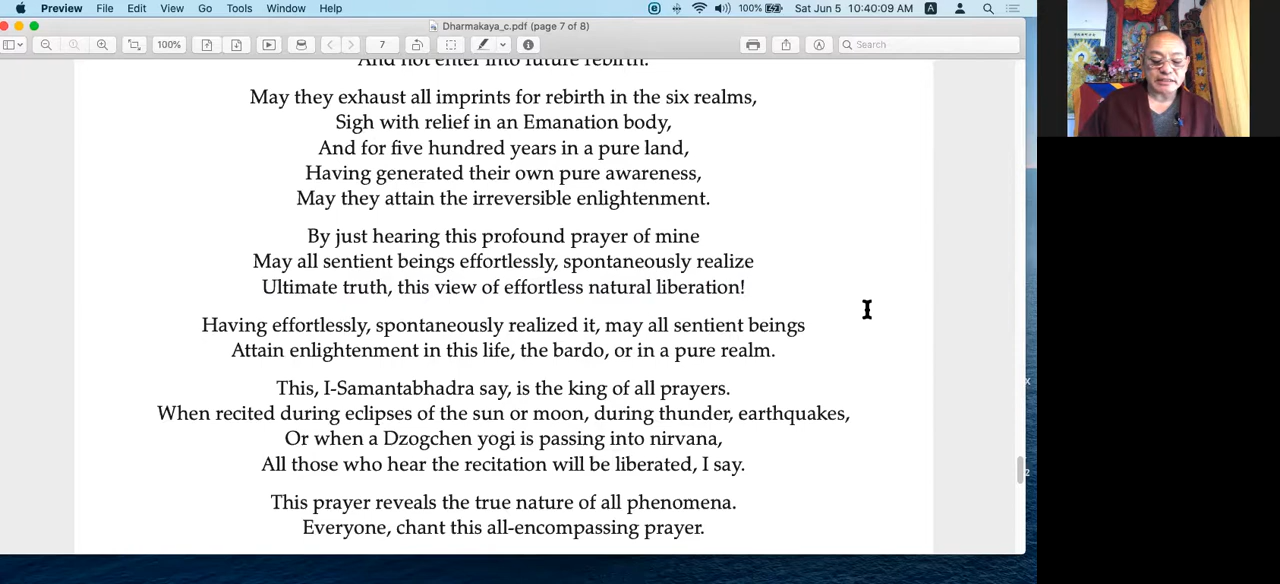 Preview File Edit View Go Tools Window Help
100% Sat Jun 5 10:40:09 AM A
Dharmakaya_c.pdf (page 7 of 8)
100% 7 Search
And not enter into future rebirth.
May they exhaust all imprints for rebirth in the six realms,
Sigh with relief in an Emanation body,
And for five hundred years in a pure land,
Having generated their own pure awareness,
May they attain the irreversible enlightenment.
By just hearing this profound prayer of mine
May all sentient beings effortlessly, spontaneously realize
Ultimate truth, this view of effortless natural liberation!
Having effortlessly, spontaneously realized it, may all sentient beings
Attain enlightenment in this life, the bardo, or in a pure realm.
This, I-Samantabhadra say, is the king of all prayers.
When recited during eclipses of the sun or moon, during thunder, earthquakes,
Or when a Dzogchen yogi is passing into nirvana,
All those who hear the recitation will be liberated, I say.
This prayer reveals the true nature of all phenomena.
Everyone, chant this all-encompassing prayer.